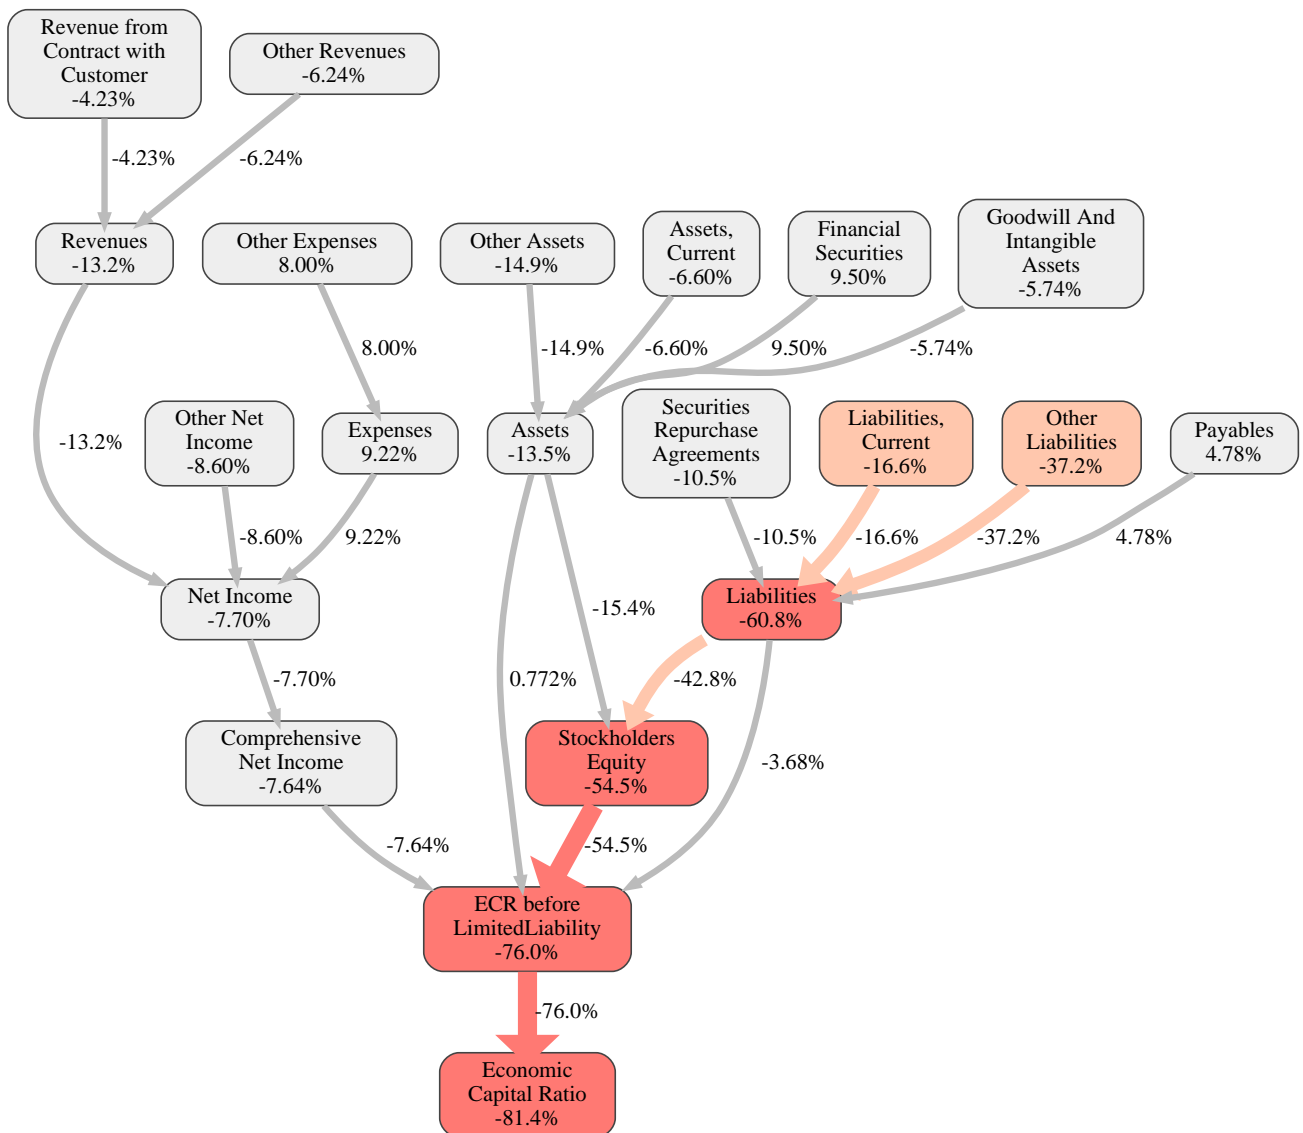 Revenue from
Contract with
Customer
-4.23%
Other Revenues
-6.24%
-4.23%
-6.24%
Revenues
-13.2%
Other Expenses
8.00%
Other Assets
-14.9%
Assets,
Current
-6.60%
Financial
Securities
9.50%
Goodwill And
Intangible
Assets
-5.74%
8.00%
-14.9%
-6.60%
9.50%
-5.74%
-13.2%
Other Net
Income
-8.60%
Expenses
9.22%
Assets
-13.5%
Securities
Repurchase
Agreements
-10.5%
Liabilities,
Current
-16.6%
Other
Liabilities
-37.2%
Payables
4.78%
-8.60%
9.22%
-10.5%
-16.6%
-37.2%
4.78%
Net Income
-7.70%
-15.4%
Liabilities
-60.8%
-7.70%
0.772%
-42.8%
Comprehensive
Net Income
-7.64%
Stockholders
Equity
-54.5%
-3.68%
-7.64%
-54.5%
ECR before
LimitedLiability
-76.0%
-76.0%
Economic
Capital Ratio
-81.4%